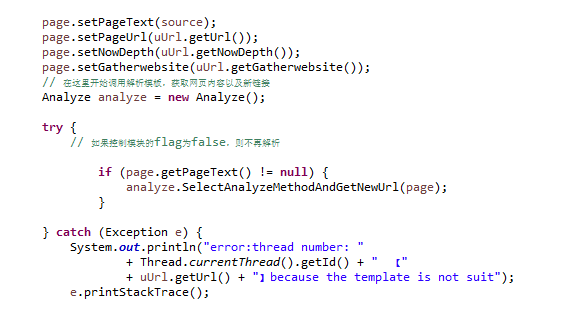 page.setPageText(source);
page.setPageUrl(uUrl.getUrl());
page.setNowDepth(uUrl.getNowDepth());
page.setGatherwebsite(uUrl.getGatherwebsite());
// 在这里开始调用解析模板，获取网页内容以及新链接
Analyze analyze = new Analyze();
try {
// 如果控制模块的flag为false，则不再解析
if (page.getPageText() != null) {
analyze.SelectAnalyzeMethodAndGetNewUrl(page);
}
} catch (Exception e) {
System.out.println("error:thread number: "
+ Thread.currentThread().getId() + "  【"
+ uUrl.getUrl() + "】because the template is not suit");
e.printStackTrace();